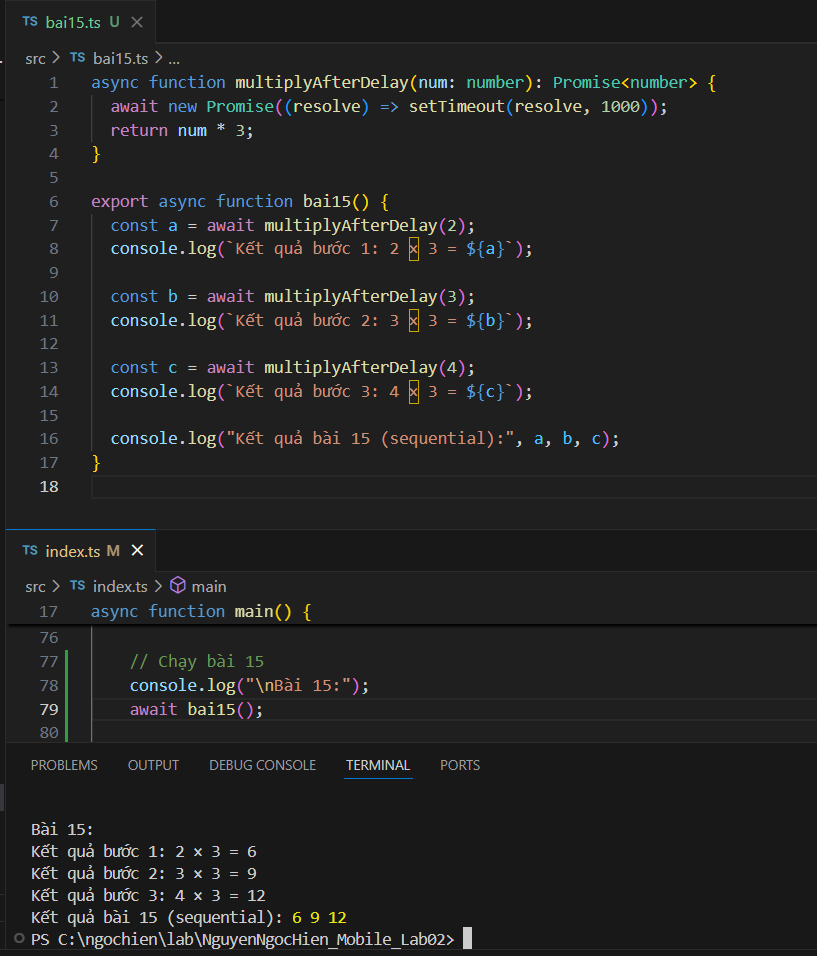 TS bai15.ts U ×
src > TS bai15.ts > ...
1 async function multiplyAfterDelay(num: number): Promise<number> {
2   await new Promise((resolve) => setTimeout(resolve, 1000));
3   return num * 3;
4 }
5
6 export async function bai15() {
7   const a = await multiplyAfterDelay(2);
8   console.log(`Kết quả bước 1: 2 × 3 = ${a}`);
9
10   const b = await multiplyAfterDelay(3);
11   console.log(`Kết quả bước 2: 3 × 3 = ${b}`);
12
13   const c = await multiplyAfterDelay(4);
14   console.log(`Kết quả bước 3: 4 × 3 = ${c}`);
15
16   console.log("Kết quả bài 15 (sequential):", a, b, c);
17 }
18
TS index.ts M ×
src > TS index.ts > main
17 async function main() {
76
77     // Chạy bài 15
78     console.log("\nBài 15:");
79     await bai15();
80
PROBLEMS OUTPUT DEBUG CONSOLE TERMINAL PORTS
Bài 15:
Kết quả bước 1: 2 × 3 = 6
Kết quả bước 2: 3 × 3 = 9
Kết quả bước 3: 4 × 3 = 12
Kết quả bài 15 (sequential): 6 9 12
PS C:\ngochien\lab\NguyenNgocHien_Mobile_Lab02>